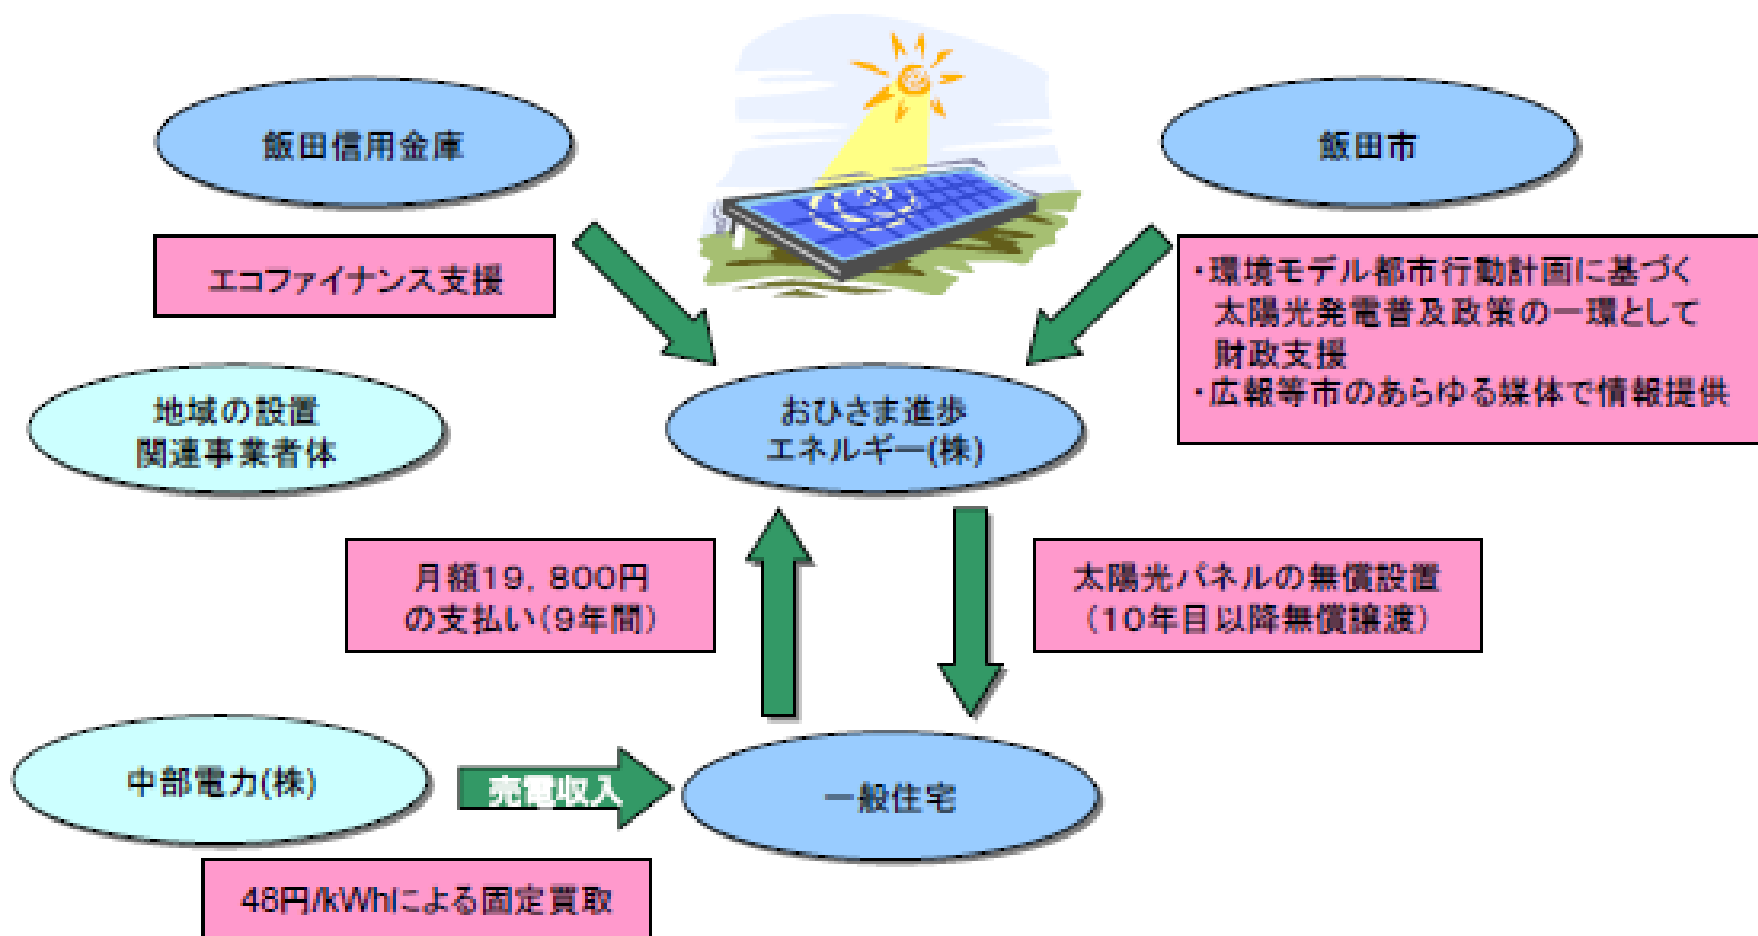 飯田信用金庫
飯田市
エコファイナンス支援
・環境モデル都市行動計画に基づく
太陽光発電普及政策の一環として
財政支援
・広報等市のあらゆる媒体で情報提供
地域の設置
関連事業者体
おひさま進歩
エネルギー(株)
月額19，800円
の支払い(9年間)
太陽光パネルの無償設置
(10年目以降無償譲渡)
中部電力(株)
売電収入
一般住宅
48円/kWhによる固定買取